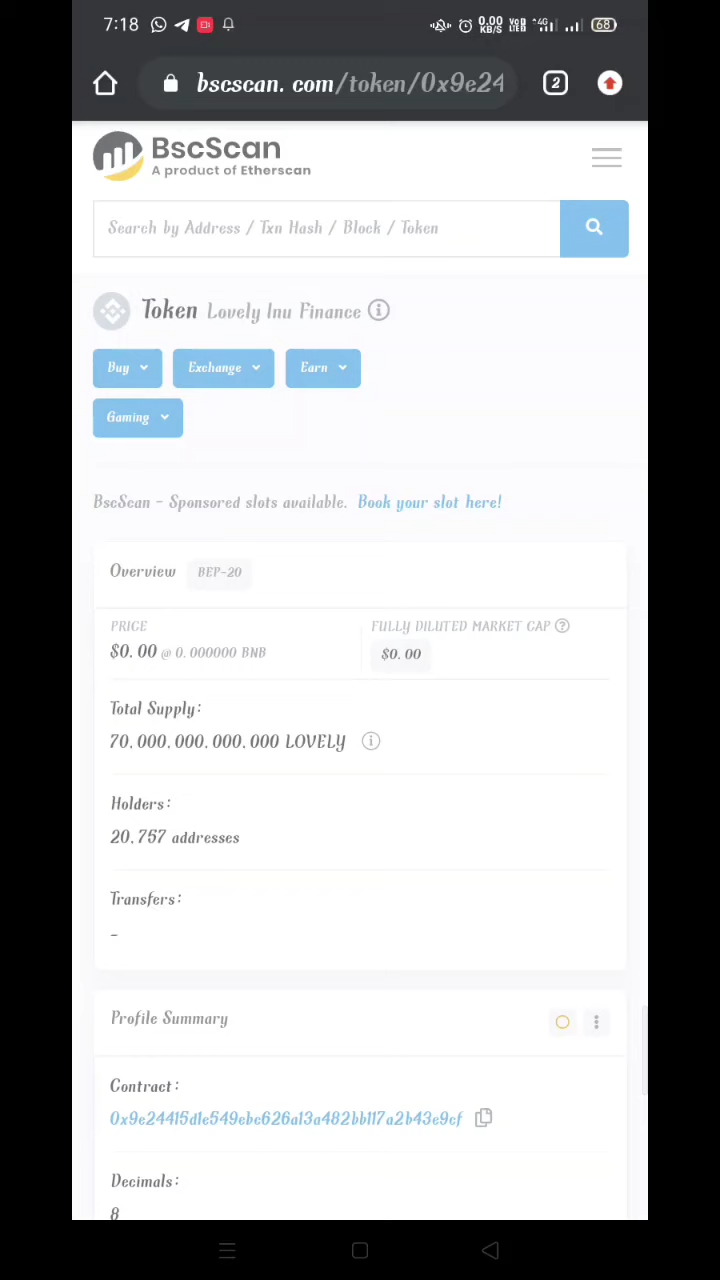 7:18 0.00 KB/S VoB LTE 4G 68
bscscan.com/token/0x9e24 2
BscScan
A product of Etherscan
Search by Address / Txn Hash / Block / Token
Token Lovely Inu Finance
Buy Exchange Earn
Gaming
BscScan - Sponsored slots available. Book your slot here!
Overview BEP-20
PRICE FULLY DILUTED MARKET CAP
$0.00 @ 0.000000 BNB $0.00
Total Supply:
70,000,000,000,000 LOVELY
Holders:
20,757 addresses
Transfers:
-
Profile Summary
Contract:
0x9e24415d1e549ebc626a13a482bb117a2b43e9cf
Decimals:
8